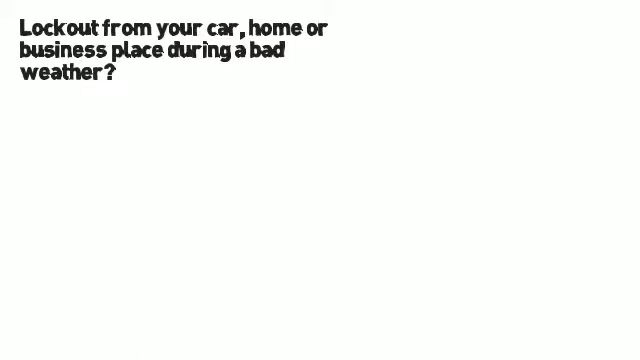 Lockout from your car, home or
business place during a bad
weather?